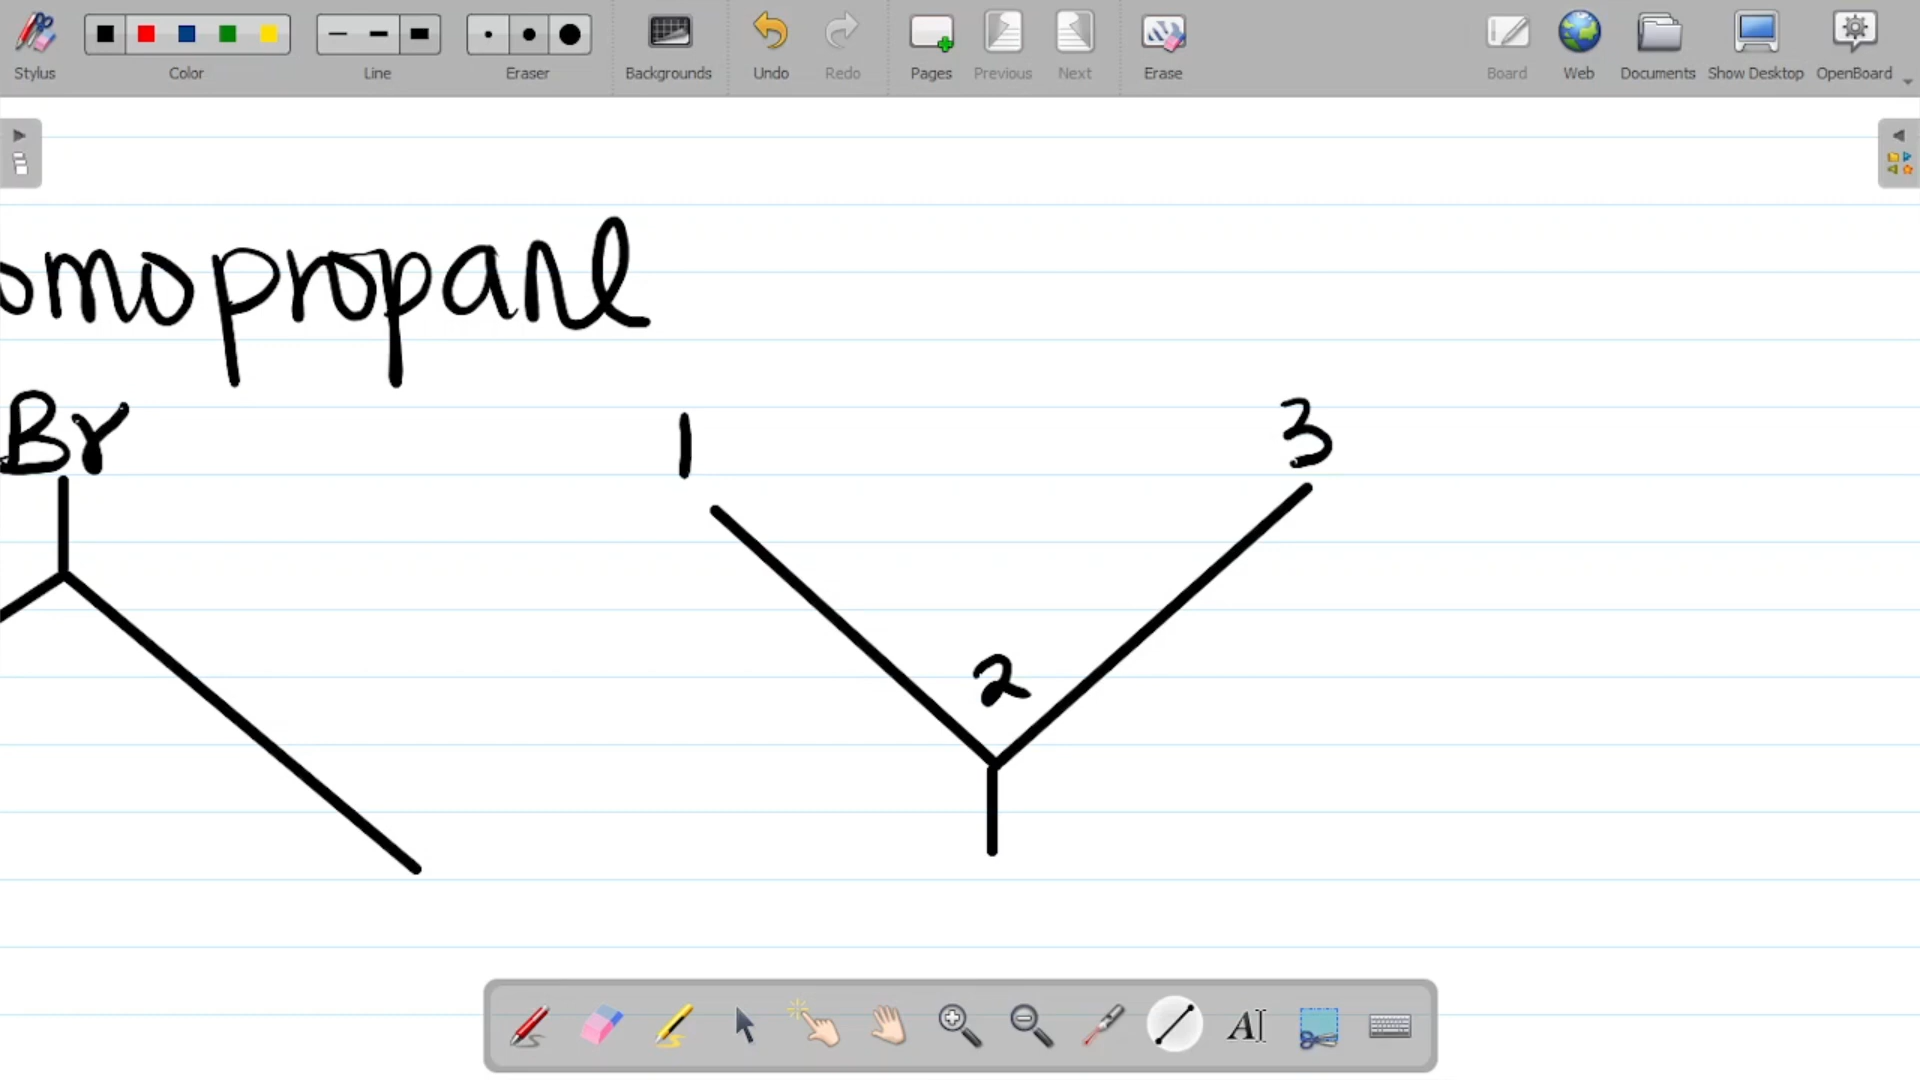 Stylus Color Line Eraser Backgrounds Undo Redo Pages Previous Next Erase Board Web Documents Show Desktop OpenBoard
omopropane
Br 1 3
2